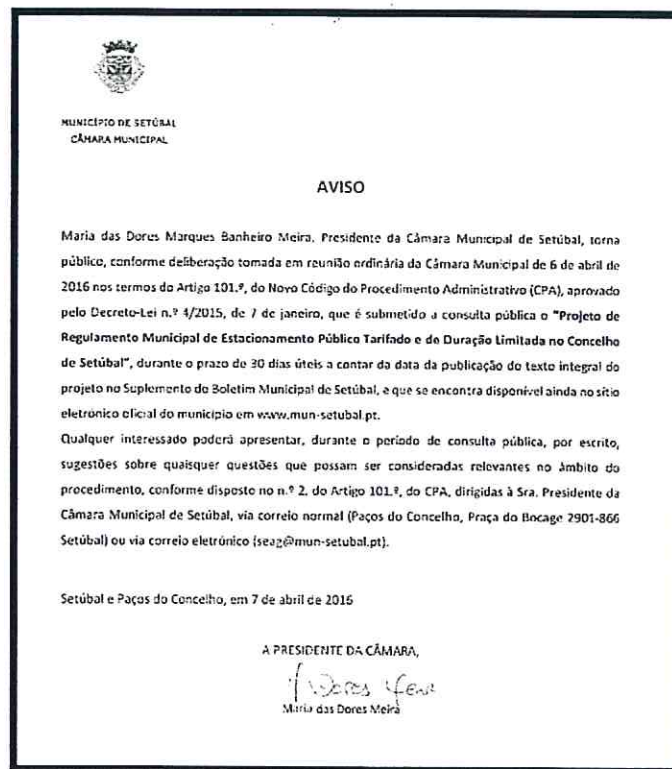 MUNICÍPIO DE SETÚBAL
CÂMARA MUNICIPAL
AVISO
Maria das Dores Marques Banheiro Meira, Presidente da Câmara Municipal de Setúbal, torna
público, conforme deliberação tomada em reunião ordinária da Câmara Municipal de 6 de abril de
2016 nos termos do Artigo 101.º, do Novo Código do Procedimento Administrativo (CPA), aprovado
pelo Decreto-Lei n.º 4/2015, de 7 de janeiro, que é submetido a consulta pública o "Projeto de
Regulamento Municipal de Estacionamento Público Tarifado e de Duração Limitada no Concelho
de Setúbal", durante o prazo de 30 dias úteis a contar da data da publicação do texto integral do
projeto no Suplemento do Boletim Municipal de Setúbal, e que se encontra disponível ainda no sítio
eletrónico oficial do município em www.mun-setubal.pt.
Qualquer interessado poderá apresentar, durante o período de consulta pública, por escrito,
sugestões sobre quaisquer questões que possam ser consideradas relevantes no âmbito do
procedimento, conforme disposto no n.º 2, do Artigo 101.º, do CPA, dirigidas à Sra. Presidente da
Câmara Municipal de Setúbal, via correio normal (Paços do Concelho, Praça do Bocage 2901-866
Setúbal) ou via correio eletrónico (seag@mun-setubal.pt).
Setúbal e Paços do Concelho, em 7 de abril de 2016
A PRESIDENTE DA CÂMARA,
Maria das Dores Meira